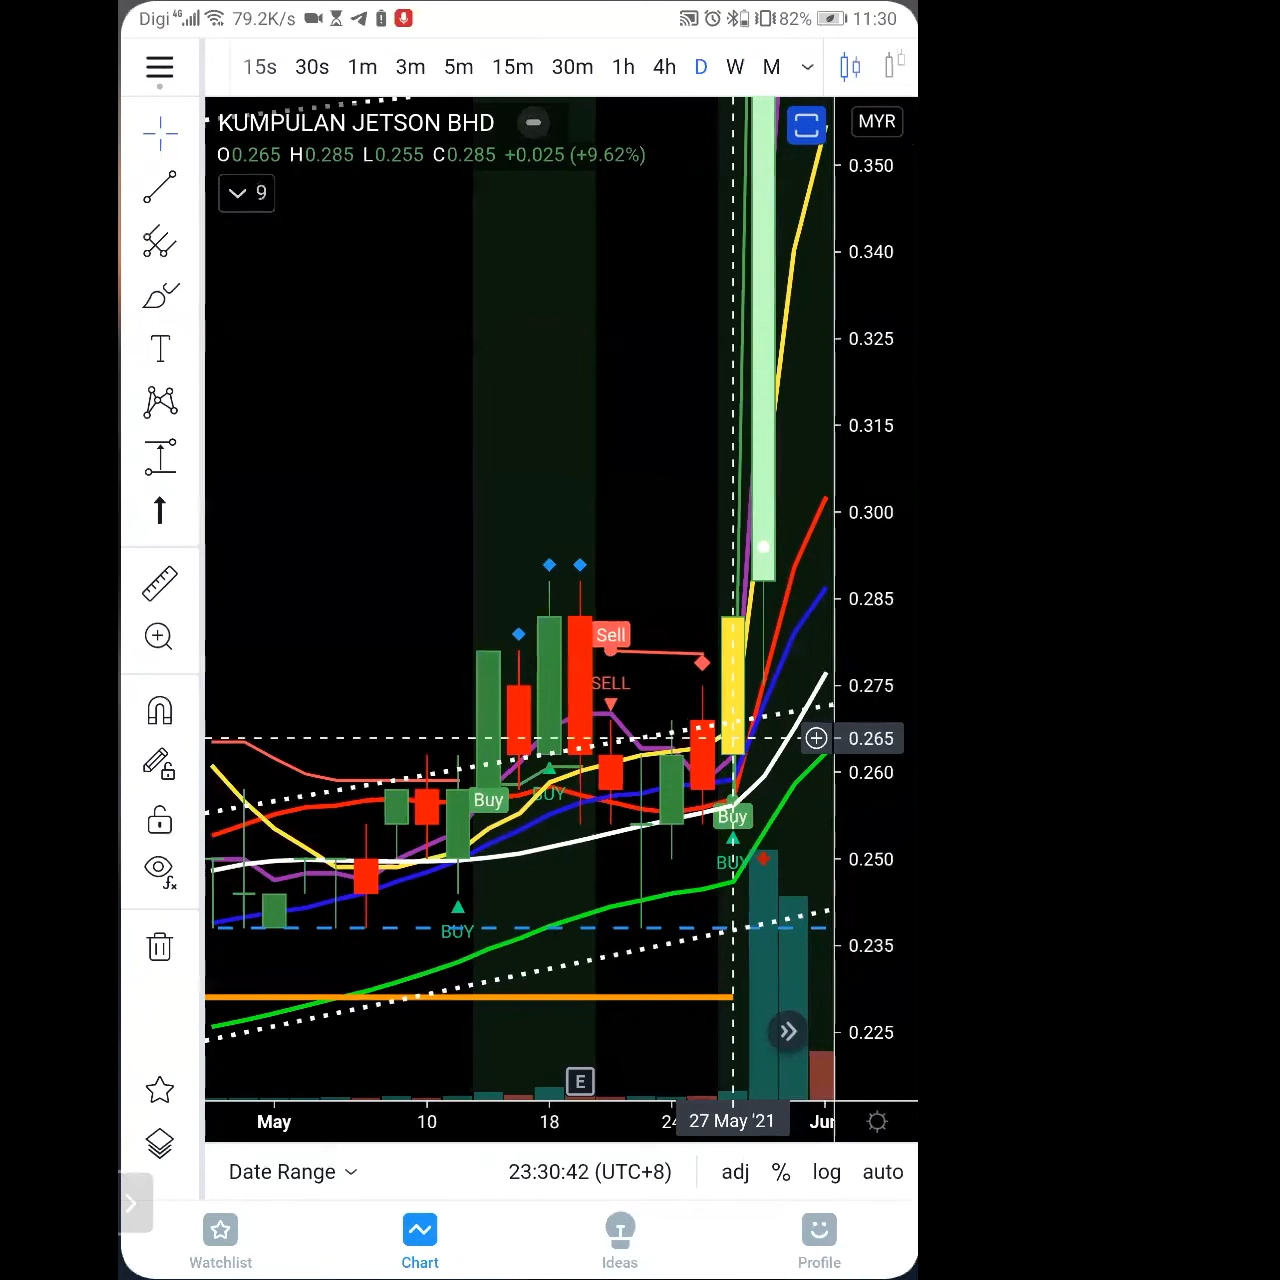 Digi 4G 79.2K/s 82% 11:30
15s 30s 1m 3m 5m 15m 30m 1h 4h D W M
KUMPULAN JETSON BHD
MYR
O0.265 H0.285 L0.255 C0.285 +0.025 (+9.62%)
9
0.350
0.340
0.325
0.315
0.300
0.285
0.275
0.265
0.260
0.250
0.235
0.225
T
Sell
SELL
Buy
BUY
Buy
BUY
BUY
fx
E
May 10 18 24 27 May '21 Jun
Date Range 23:30:42 (UTC+8) adj % log auto
Watchlist Chart Ideas Profile